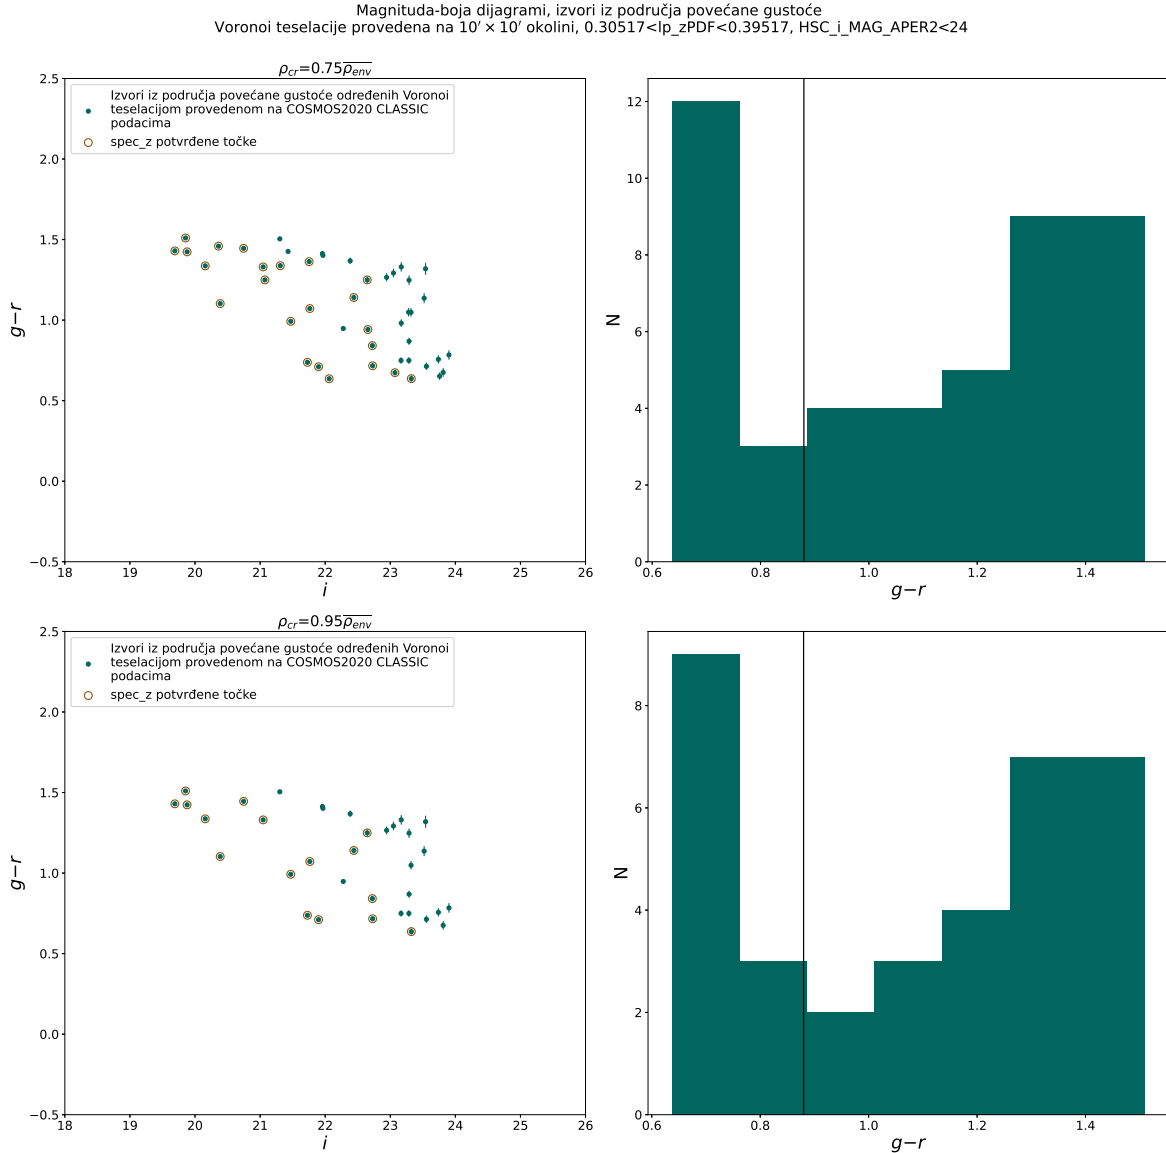 Magnituda-boja dijagrami, izvori iz područja povećane gustoće
Voronoi teselacije provedena na 10′ × 10′ okolini, 0.30517<lp_zPDF<0.39517, HSC_i_MAG_APER2<24
ρcr=0.75ρenv
2.5
2.0
1.5
1.0
0.5
0.0
−0.5
g−r
Izvori iz područja povećane gustoće određenih Voronoi
teselacijom provedenom na COSMOS2020 CLASSIC
podacima
spec_z potvrđene točke
18 19 20 21 22 23 24 25 26
i
12
10
8
6
4
2
0
N
0.6 0.8 1.0 1.2 1.4
g−r
ρcr=0.95ρenv
2.5
2.0
1.5
1.0
0.5
0.0
−0.5
g−r
Izvori iz područja povećane gustoće određenih Voronoi
teselacijom provedenom na COSMOS2020 CLASSIC
podacima
spec_z potvrđene točke
18 19 20 21 22 23 24 25 26
i
8
6
4
2
0
N
0.6 0.8 1.0 1.2 1.4
g−r